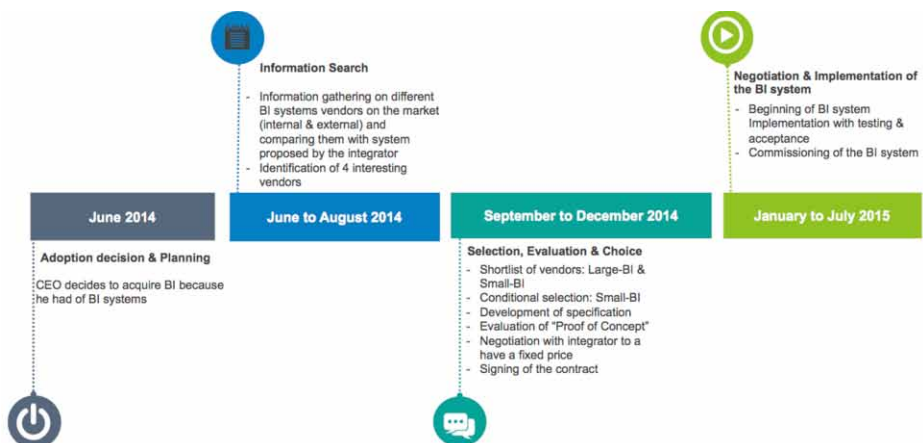 June 2014
Adoption decision & Planning
CEO decides to acquire BI because
he had of BI systems
Information Search
- Information gathering on different
BI systems vendors on the market
(internal & external) and
comparing them with system
proposed by the integrator
- Identification of 4 interesting
vendors
June to August 2014
September to December 2014
Selection, Evaluation & Choice
- Shortlist of vendors: Large-BI &
Small-BI
- Conditional selection: Small-BI
- Development of specification
- Evaluation of "Proof of Concept"
- Negotiation with integrator to a
have a fixed price
- Signing of the contract
Negotiation & Implementation of
the BI system
- Beginning of BI system
Implementation with testing &
acceptance
- Commissioning of the BI system
January to July 2015